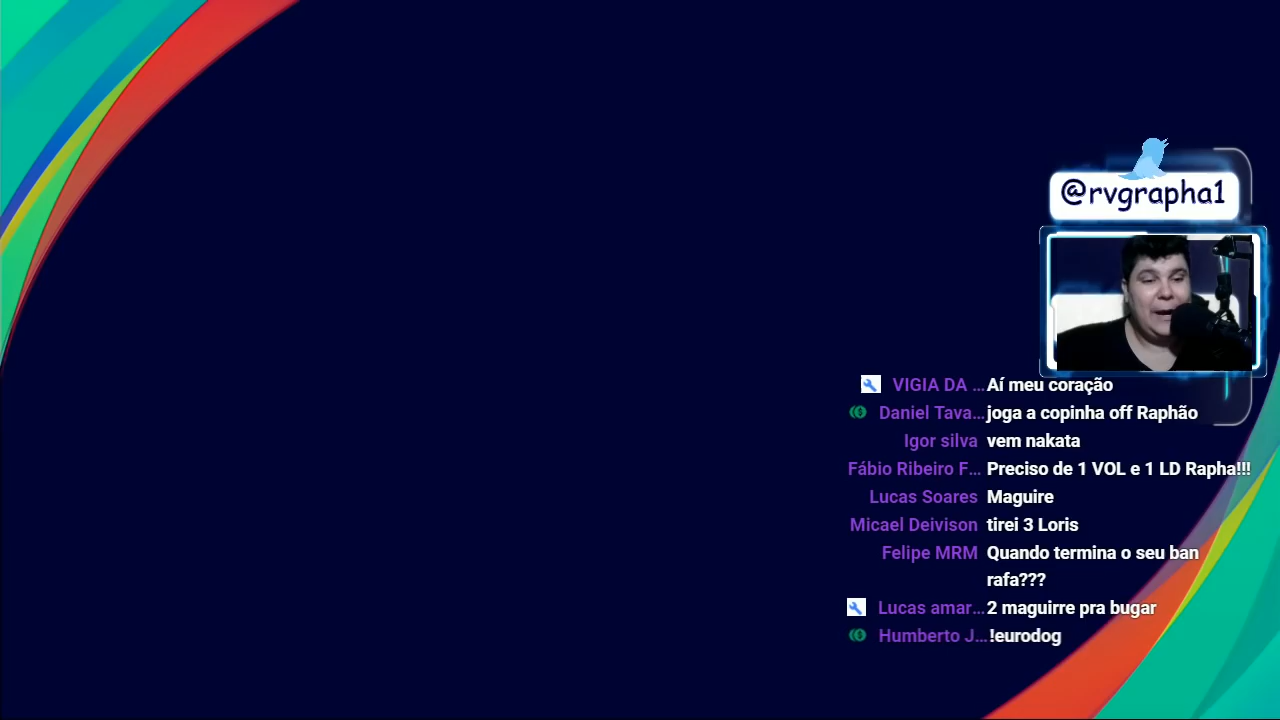 @rvgrapha1
VIGIA DA ... Aí meu coração
Daniel Tava... joga a copinha off Raphão
Igor silva vem nakata
Fábio Ribeiro F... Preciso de 1 VOL e 1 LD Rapha!!!
Lucas Soares Maguire
Micael Deivison tirei 3 Loris
Felipe MRM Quando termina o seu ban
rafa???
Lucas amar... 2 maguirre pra bugar
Humberto J... !eurodog